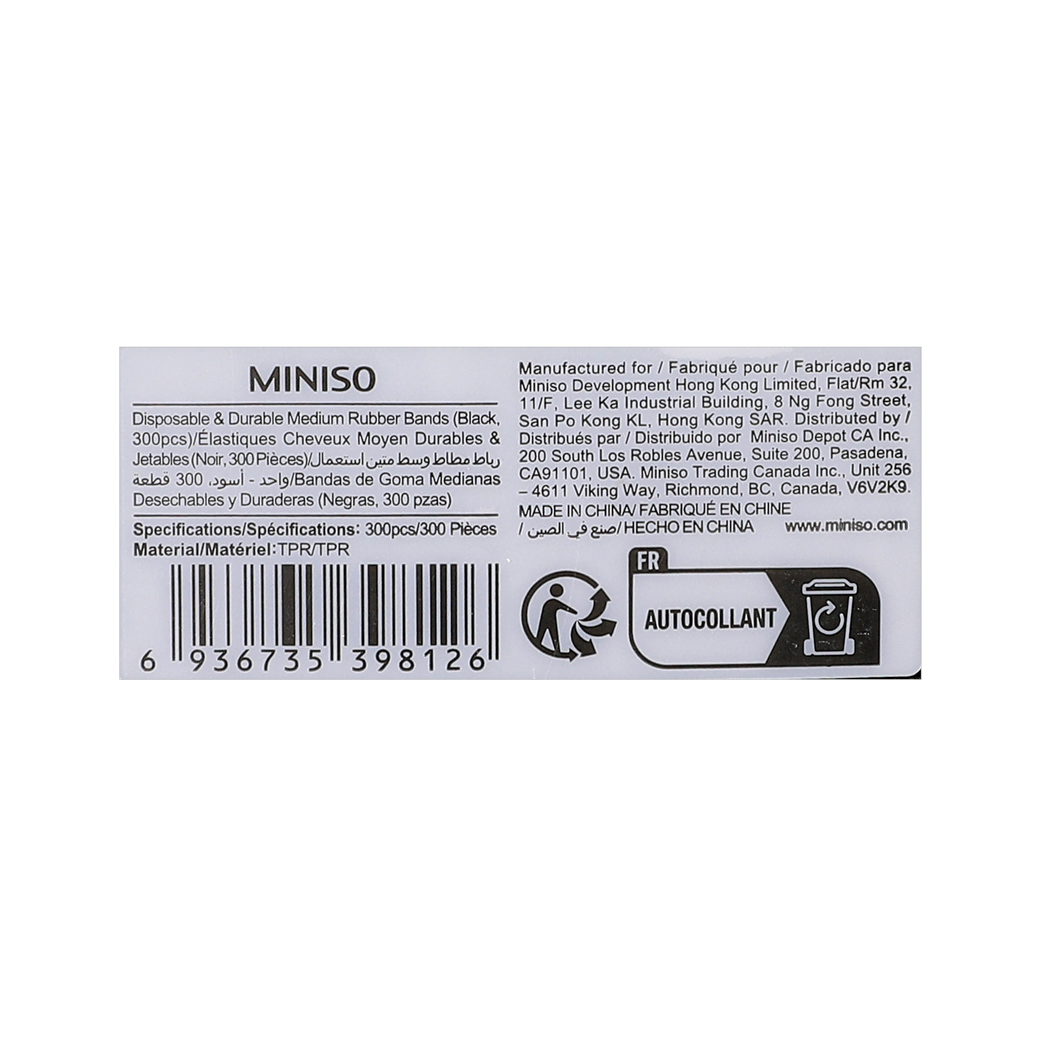 MINISO
Disposable & Durable Medium Rubber Bands (Black,
300pcs)/Élastiques Cheveux Moyen Durables &
Jetables (Noir, 300 Pièces)/رباط مطاط وسط متين استعمال
واحد - أسود، 300 قطعة/Bandas de Goma Medianas
Desechables y Duraderas (Negras, 300 pzas)
Specifications/Spécifications: 300pcs/300 Pièces
Material/Matériel:TPR/TPR
6 936735 398126
Manufactured for / Fabriqué pour / Fabricado para
Miniso Development Hong Kong Limited, Flat/Rm 32,
11/F, Lee Ka Industrial Building, 8 Ng Fong Street,
San Po Kong KL, Hong Kong SAR. Distributed by /
Distribués par / Distribuido por Miniso Depot CA Inc.,
200 South Los Robles Avenue, Suite 200, Pasadena,
CA91101, USA. Miniso Trading Canada Inc., Unit 256
– 4611 Viking Way, Richmond, BC, Canada, V6V2K9.
MADE IN CHINA/ FABRIQUÉ EN CHINE
/ صنع في الصين/ HECHO EN CHINA www.miniso.com
FR
AUTOCOLLANT